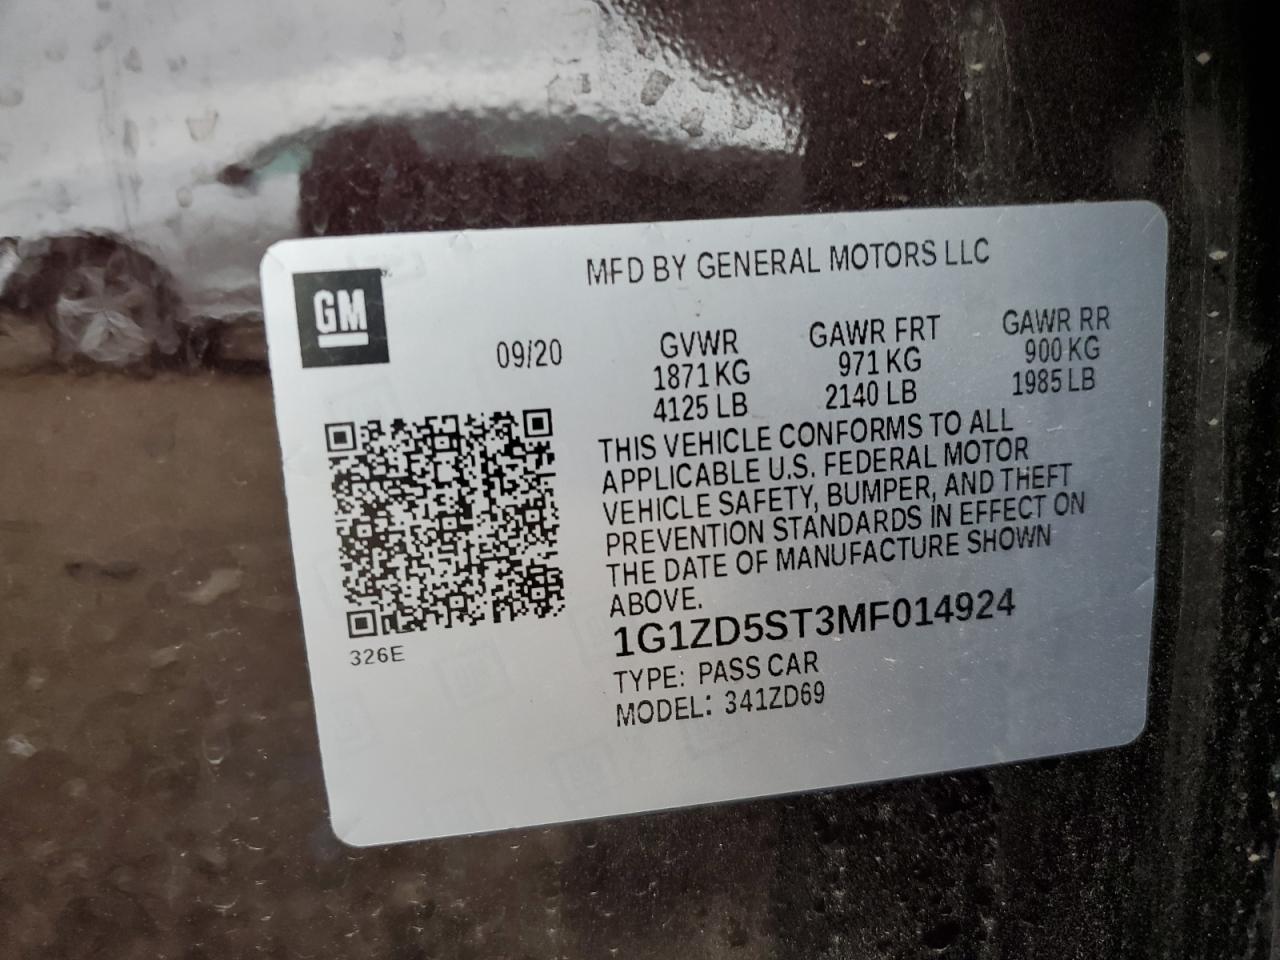 MFD BY GENERAL MOTORS LLC
GM
09/20
GVWR GAWR FRT GAWR RR
1871 KG 971 KG 900 KG
4125 LB 2140 LB 1985 LB
THIS VEHICLE CONFORMS TO ALL
APPLICABLE U.S. FEDERAL MOTOR
VEHICLE SAFETY, BUMPER, AND THEFT
PREVENTION STANDARDS IN EFFECT ON
THE DATE OF MANUFACTURE SHOWN
ABOVE.
1G1ZD5ST3MF014924
326E
TYPE: PASS CAR
MODEL: 341ZD69